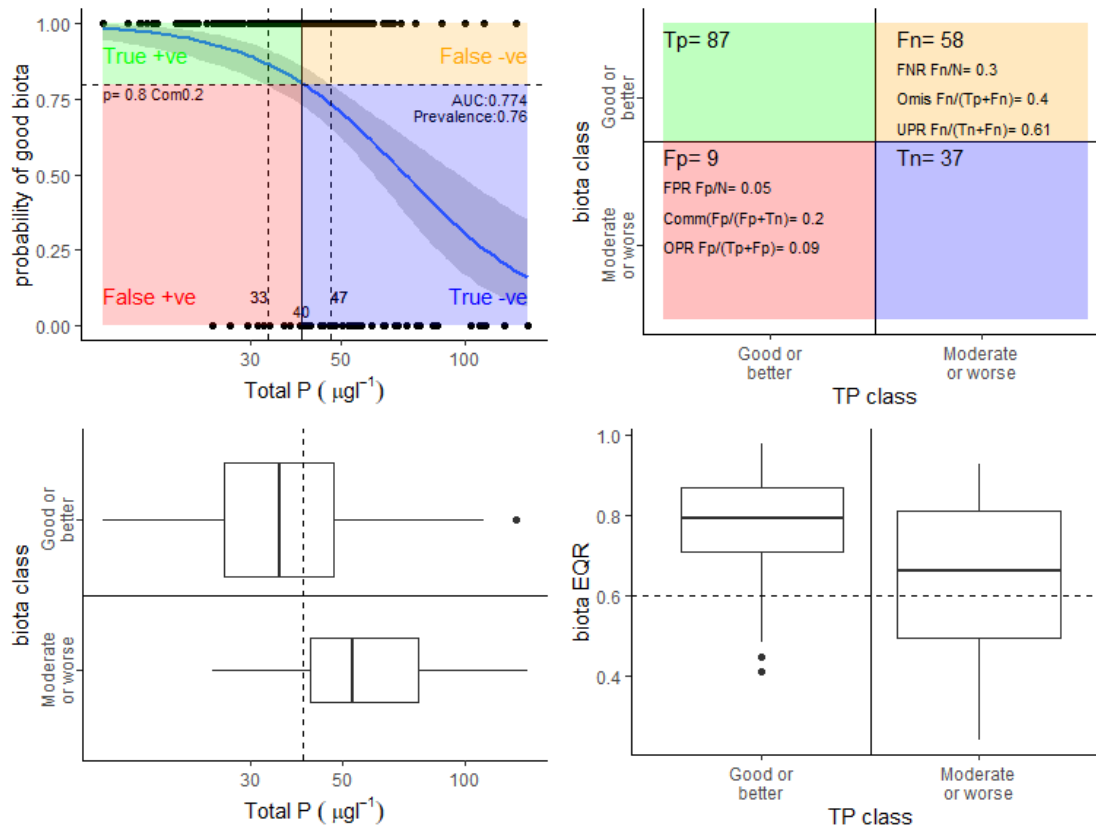 1.00
0.75
0.50
0.25
0.00
probability of good biota
True +ve
False -ve
p= 0.8 Com0.2
AUC:0.774
Prevalence:0.76
False +ve
33
40
47
True -ve
30
50
100
Total P ( μgl⁻¹
Good or
better
Moderate
or worse
biota class
Tp= 87
Fn= 58
FNR Fn/N= 0.3
Omis Fn/(Tp+Fn)= 0.4
UPR Fn/(Tn+Fn)= 0.61
Fp= 9
Tn= 37
FPR Fp/N= 0.05
Comm(Fp/(Fp+Tn)= 0.2
OPR Fp/(Tp+Fp)= 0.09
Good or
better
Moderate
or worse
TP class
Good or
better
Moderate
or worse
biota class
30
50
100
Total P ( μgl⁻¹
1.0
0.8
0.6
0.4
biota EQR
Good or
better
Moderate
or worse
TP class